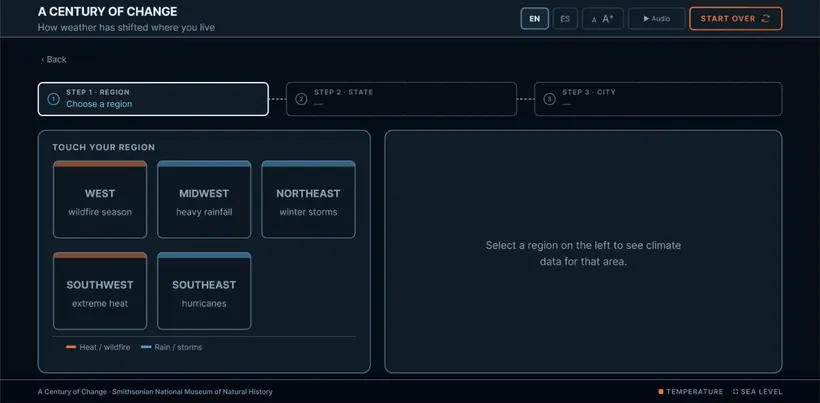 A CENTURY OF CHANGE
How weather has shifted where you live
EN
ES
A A+
▶ Audio
START OVER
‹ Back
1
STEP 1 · REGION
Choose a region
2
STEP 2 · STATE
—
3
STEP 3 · CITY
—
TOUCH YOUR REGION
WEST
wildfire season
MIDWEST
heavy rainfall
NORTHEAST
winter storms
SOUTHWEST
extreme heat
SOUTHEAST
hurricanes
Heat / wildfire
Rain / storms
Select a region on the left to see climate
data for that area.
A Century of Change · Smithsonian National Museum of Natural History
TEMPERATURE
SEA LEVEL